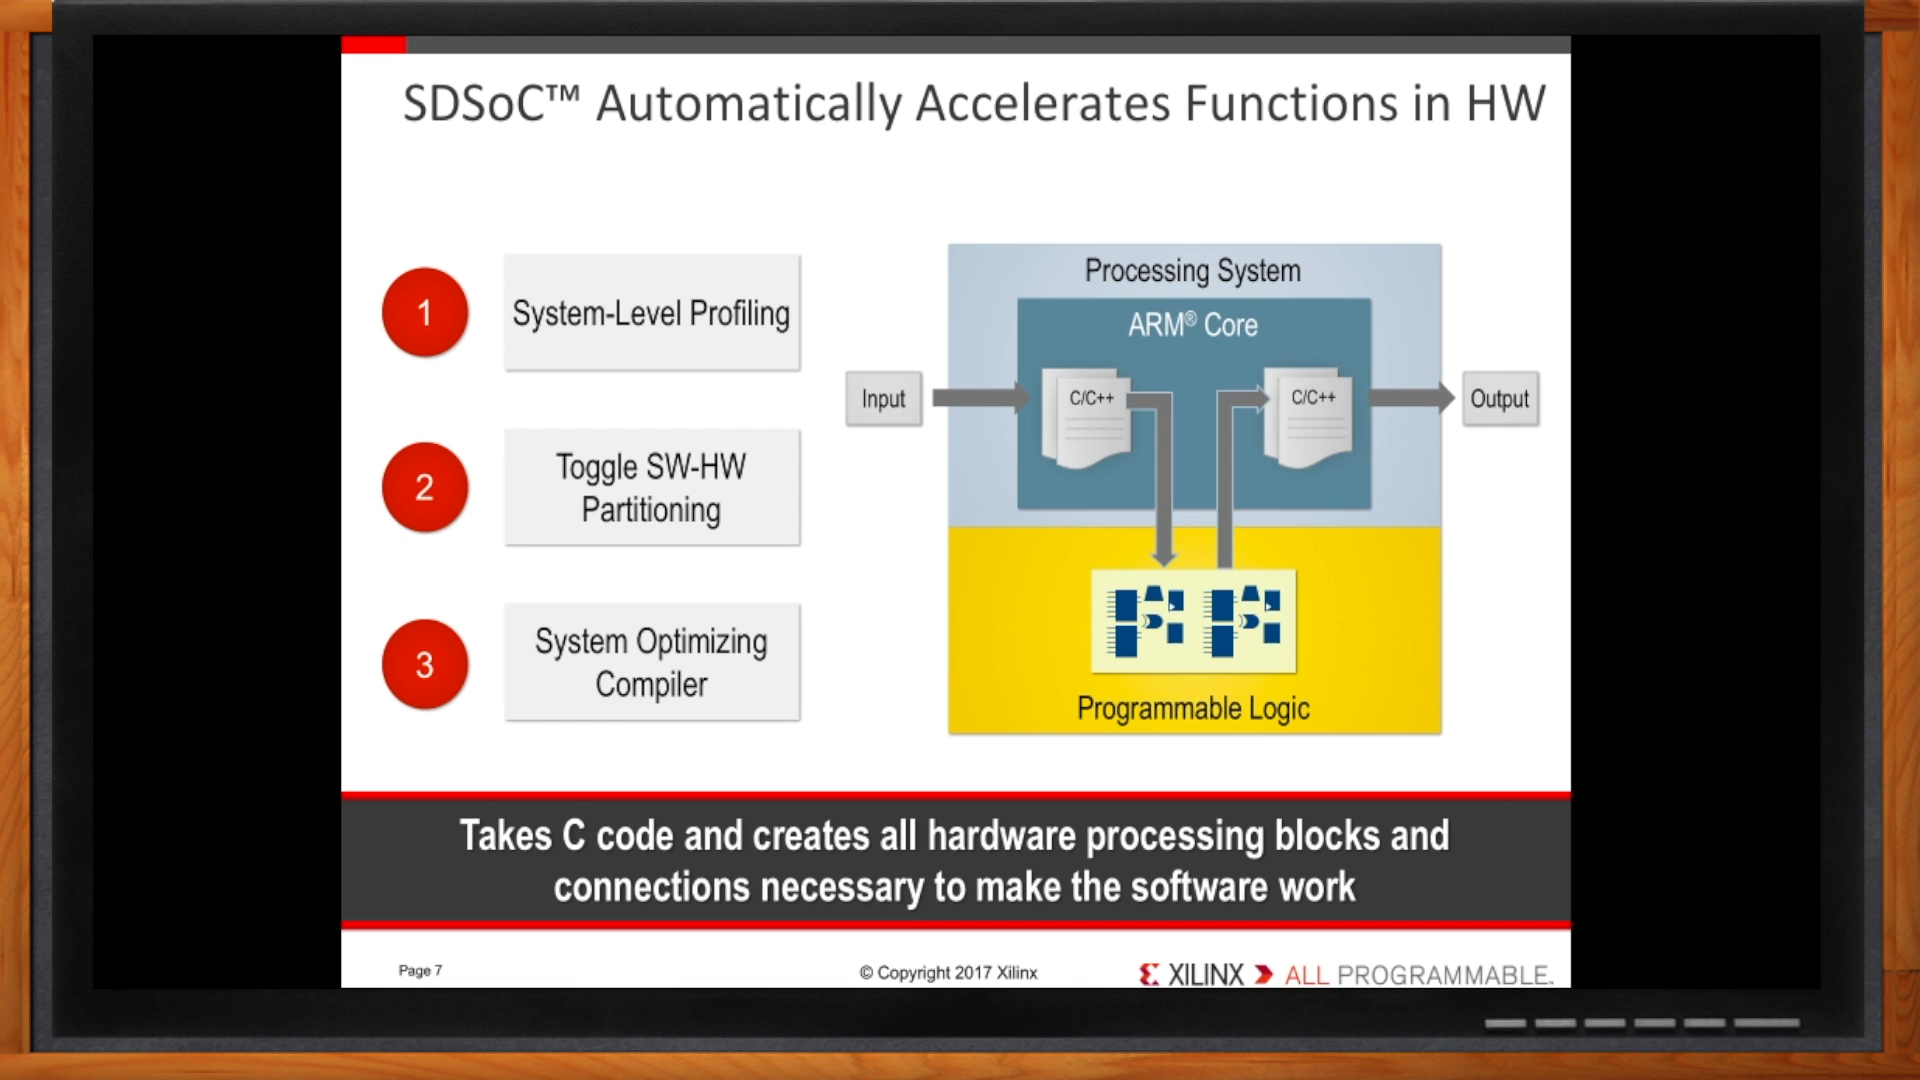 SDSoC™ Automatically Accelerates Functions in HW
1
System-Level Profiling
2
Toggle SW-HW
Partitioning
3
System Optimizing
Compiler
Processing System
ARM® Core
Input
C/C++
C/C++
Output
Programmable Logic
Takes C code and creates all hardware processing blocks and
connections necessary to make the software work
Page 7
© Copyright 2017 Xilinx
XILINX ALL PROGRAMMABLE.